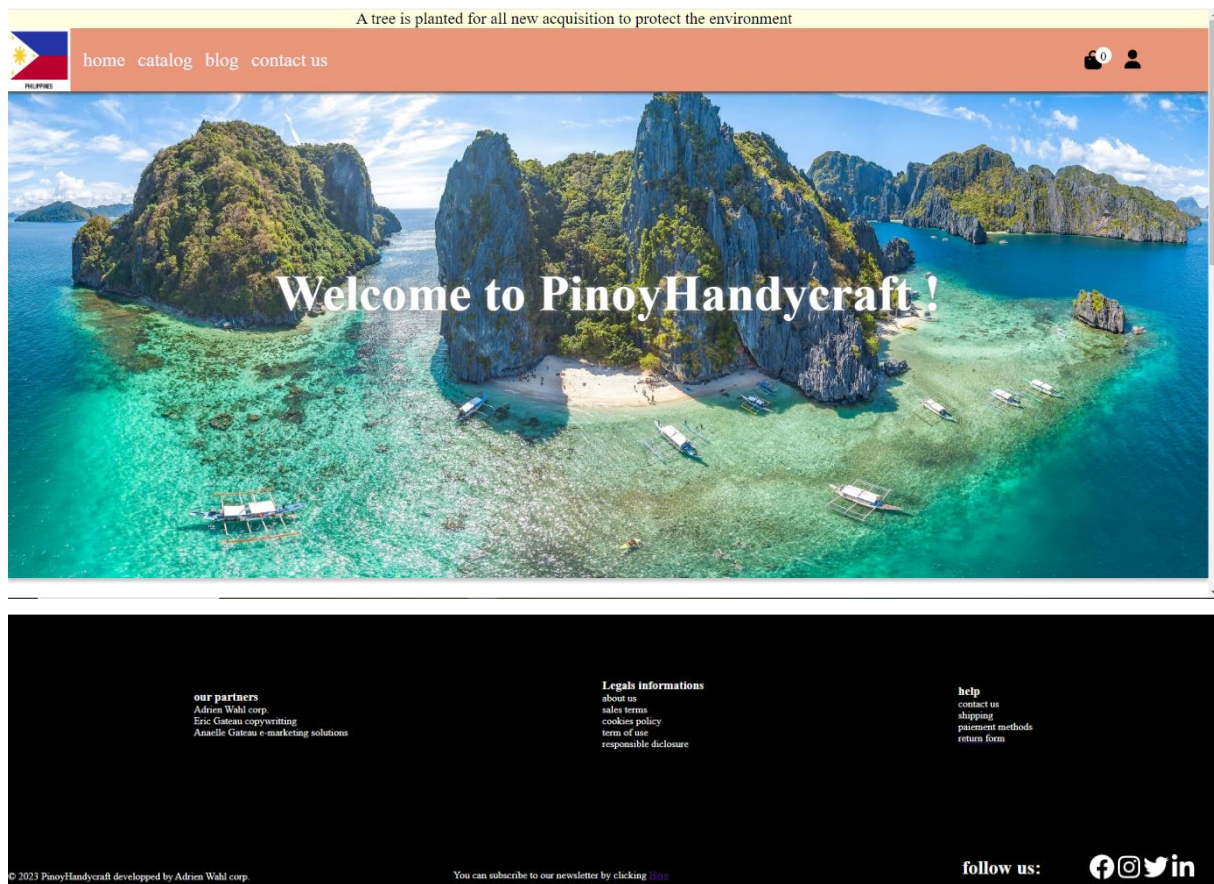 A tree is planted for all new acquisition to protect the environment
PHILIPPINES
home catalog blog contact us
0
Welcome to PinoyHandycraft !
our partners
Adrien Wahl corp.
Eric Gateau copywritting
Anaelle Gateau e-marketing solutions
Legals informations
about us
sales terms
cookies policy
term of use
responsible diclosure
help
contact us
shipping
paiement methods
return form
© 2023 PinoyHandycraft developped by Adrien Wahl corp.
You can subscribe to our newsletter by clicking Here
follow us: